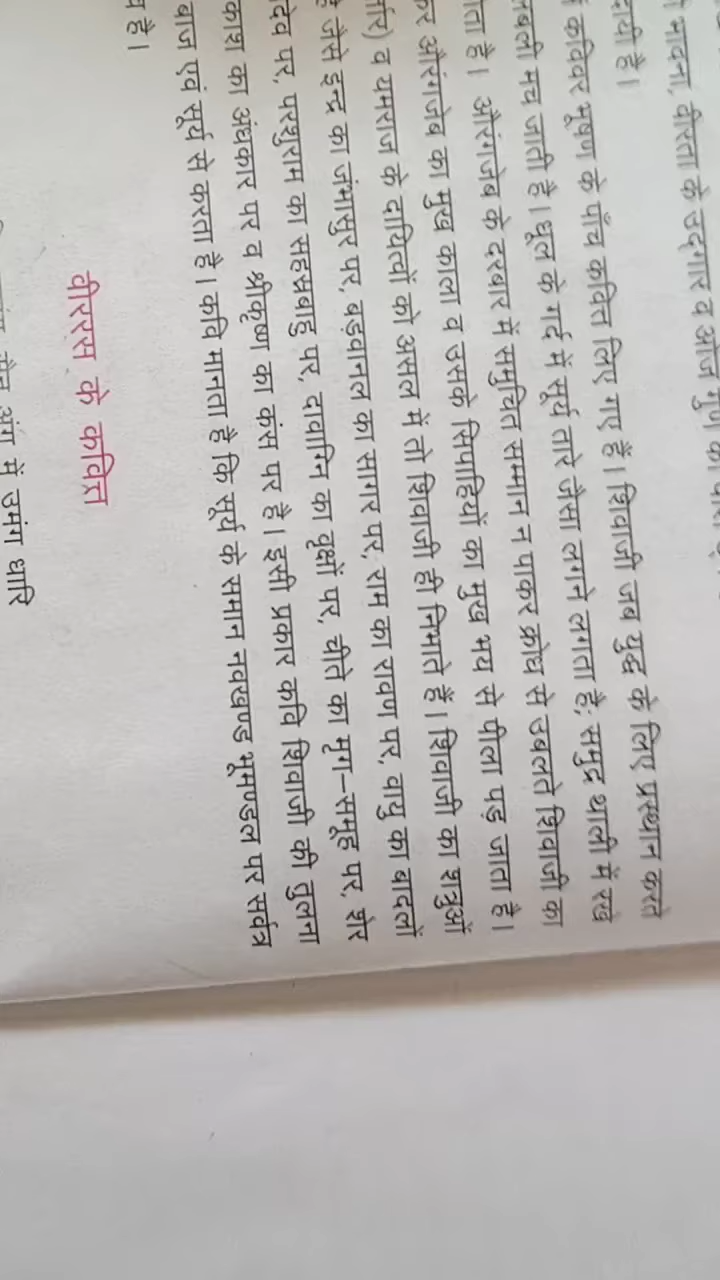 भावना, वीरता के उद्गार व ओज गुण का
दायी है।
कविवर भूषण के पाँच कवित्त लिए गए हैं। शिवाजी जब युद्ध के लिए प्रस्थान करते
लबली मच जाती है। धूल के गर्द में सूर्य तारे जैसा लगने लगता है; समुद्र थाली में रखे
ोता है। औरंगजेब के दरबार में समुचित सम्मान न पाकर क्रोध से उबलते शिवाजी का
कर औरंगजेब का मुख काला व उसके सिपाहियों का मुख भय से पीला पड़ जाता है।
र्गार) व यमराज के दायित्वों को असल में तो शिवाजी ही निभाते हैं। शिवाजी का शत्रुओं
है जैसे इन्द्र का जंभासुर पर, बड़वानल का सागर पर, राम का रावण पर, वायु का बादलों
देव पर, परशुराम का सहस्रबाहु पर, दावाग्नि का वृक्षों पर, चीते का मृग-समूह पर, शेर
काश का अंधकार पर व श्रीकृष्ण का कंस पर है। इसी प्रकार कवि शिवाजी की तुलना
वाज एवं सूर्य से करता है। कवि मानता है कि सूर्य के समान नवखण्ड भूमण्डल पर सर्वत्र
है।
वीररस के कवित्त
अंग में उमंग धारि